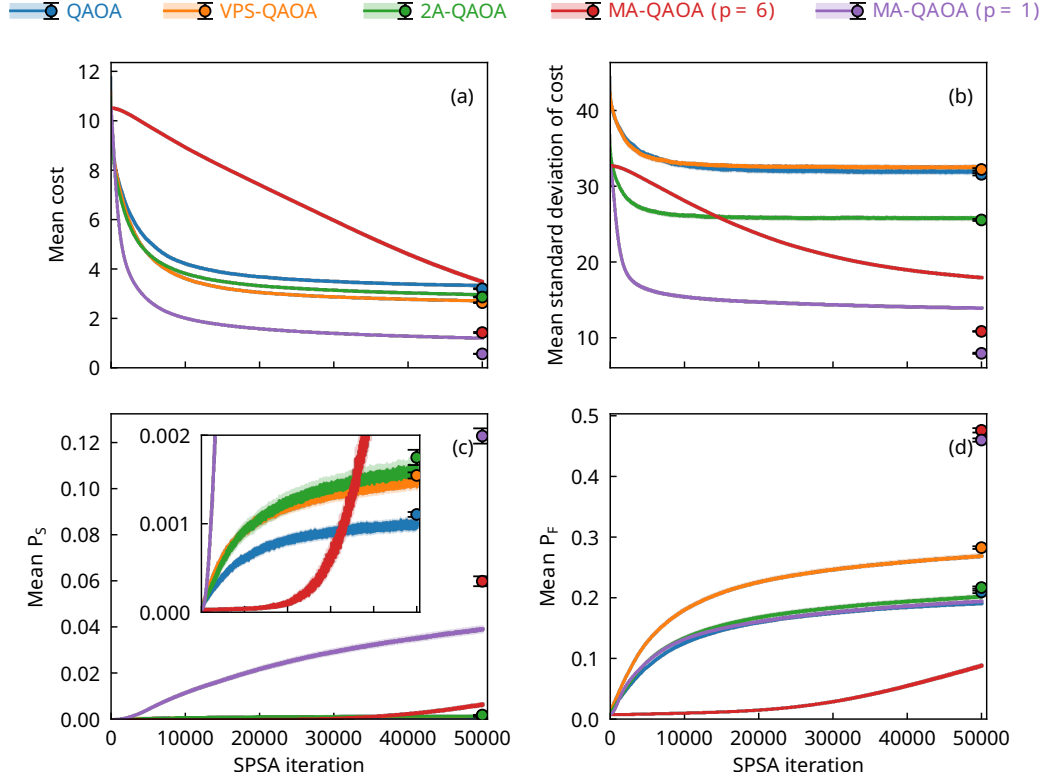 QAOA VPS-QAOA 2A-QAOA MA-QAOA (p = 6) MA-QAOA (p = 1)
(a)
Mean cost
12
10
8
6
4
2
0
(b)
Mean standard deviation of cost
40
30
20
10
(c)
Mean P_S
0.12
0.10
0.08
0.06
0.04
0.02
0.00
0.002
0.001
0.000
0 10000 20000 30000 40000 50000
SPSA iteration
(d)
Mean P_F
0.5
0.4
0.3
0.2
0.1
0.0
0 10000 20000 30000 40000 50000
SPSA iteration